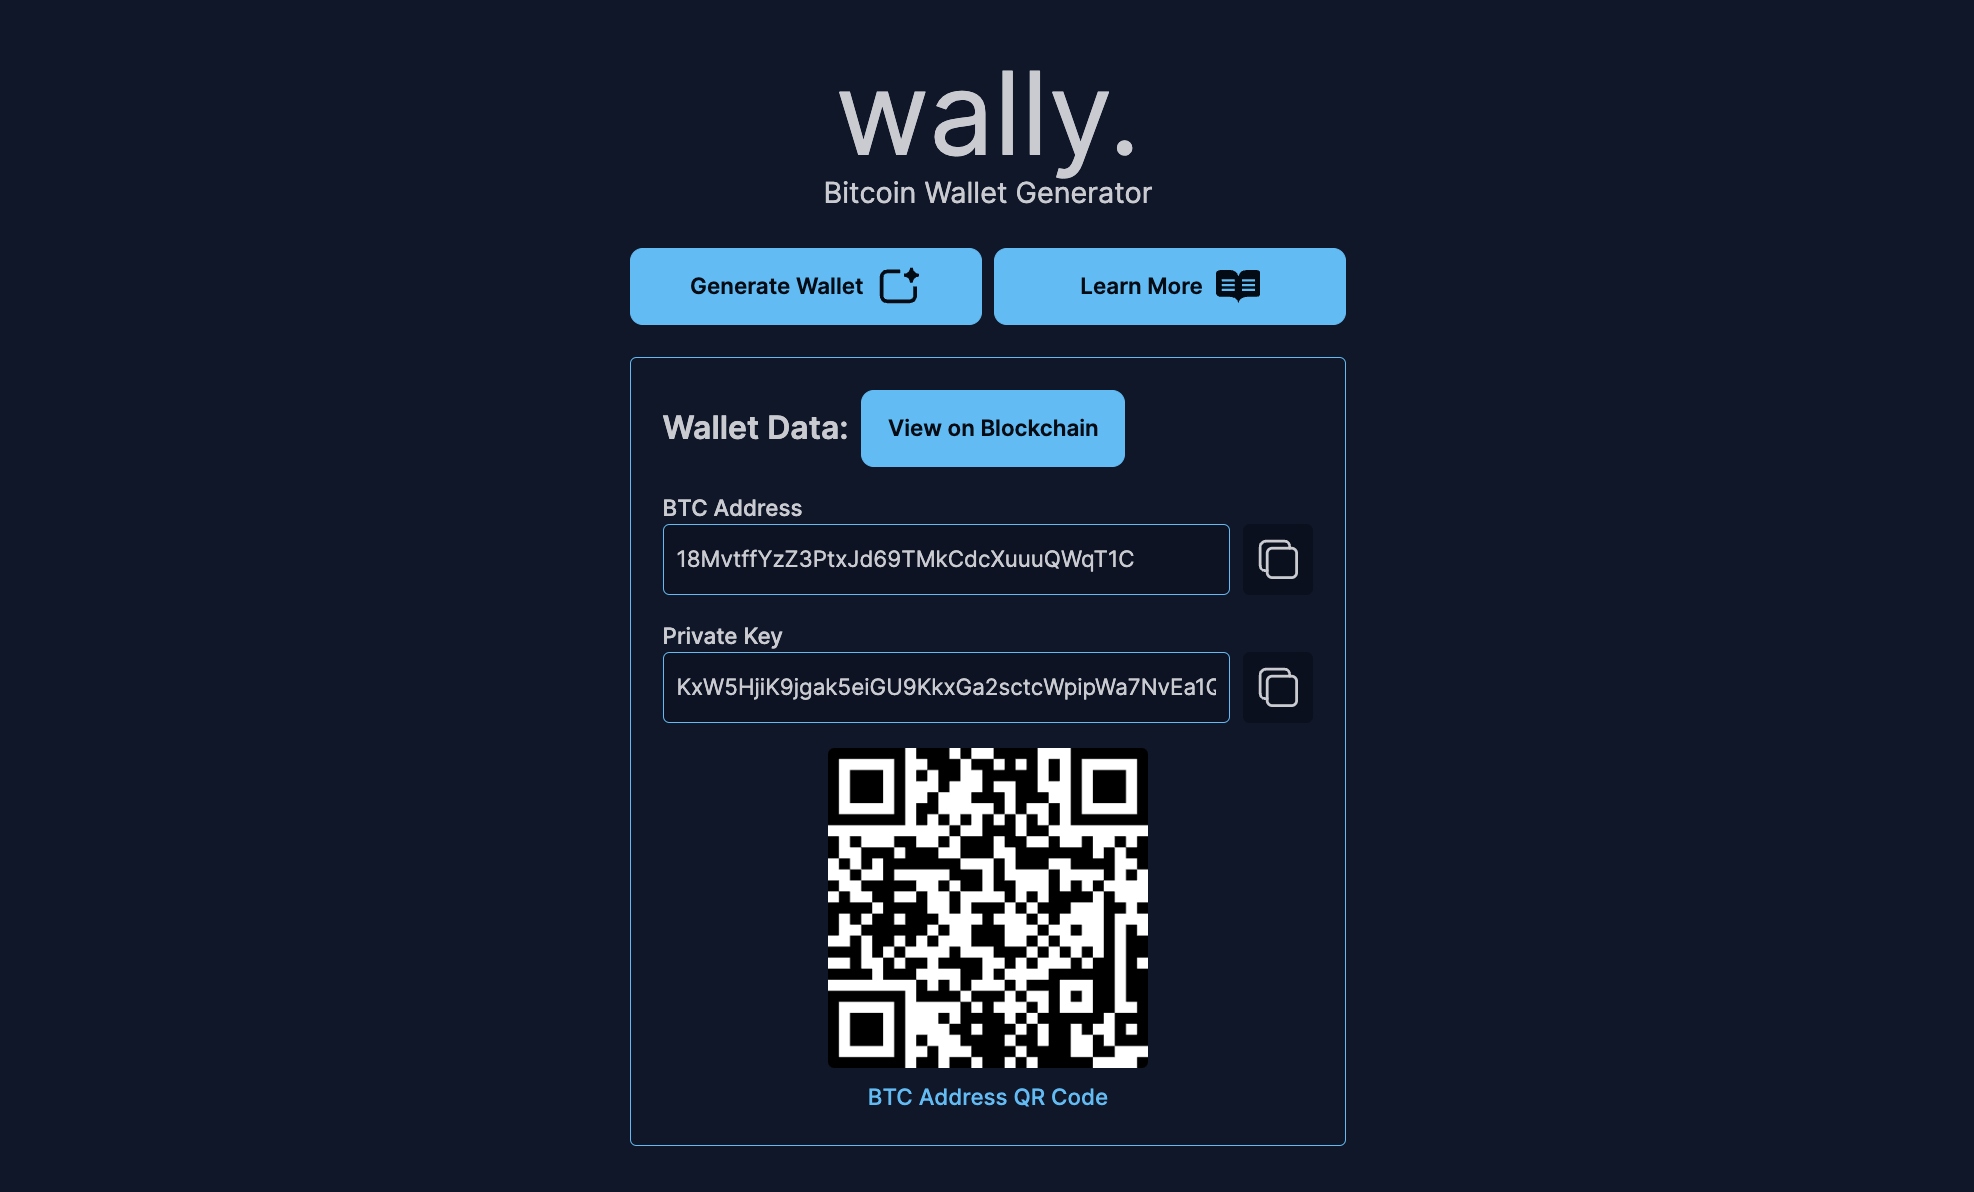 wally.
Bitcoin Wallet Generator
Generate Wallet
Learn More
Wallet Data:
View on Blockchain
BTC Address
18MvtffYzZ3PtxJd69TMkCdcXuuuQWqT1C
Private Key
KxW5HjiK9jgak5eiGU9KkxGa2sctcWpipWa7NvEa1
BTC Address QR Code